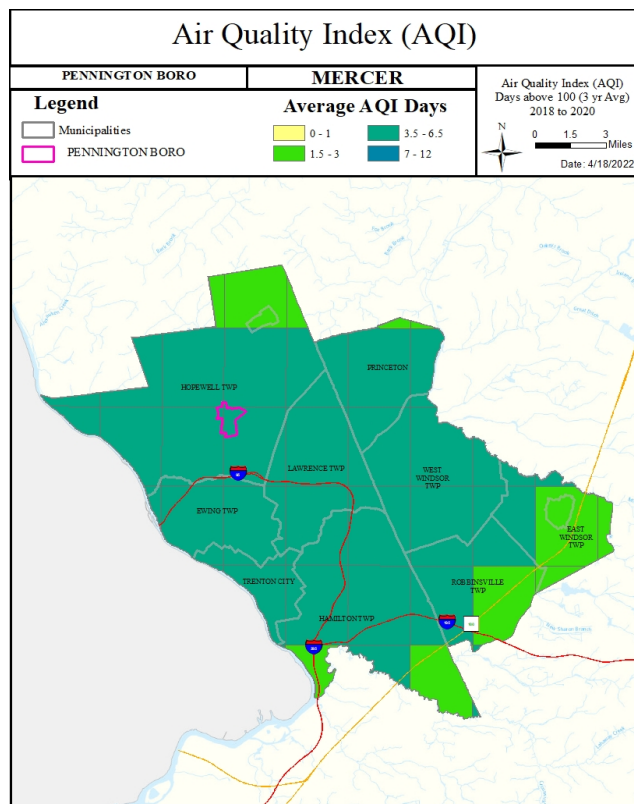 Air Quality Index (AQI)
PENNINGTON BORO
MERCER
Legend
Municipalities
PENNINGTON BORO
Average AQI Days
0 - 1
1.5 - 3
3.5 - 6.5
7 - 12
Air Quality Index (AQI)
Days above 100 (3 yr Avg)
2018 to 2020
N
0 1.5 3
Miles
Date: 4/18/2022
PRINCETON
HOPEWELL TWP
LAWRENCE TWP
WEST
WINDSOR
TWP
EWING TWP
EAST
WINDSOR
TWP
TRENTON CITY
ROBBINSVILLE
TWP
HAMILTON TWP